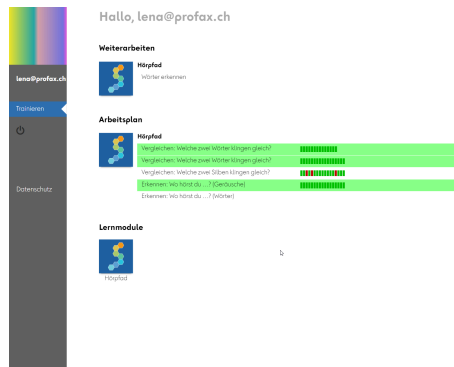 Hallo, lena@profax.ch
lena@profax.ch
Trainieren
Datenschutz
Weiterarbeiten
Hörpfad
Wörter erkennen
Arbeitsplan
Hörpfad
Vergleichen: Welche zwei Wörter klingen gleich?
Vergleichen: Welche zwei Wörter klingen gleich?
Vergleichen: Welche zwei Silben klingen gleich?
Erkennen: Wo hörst du ...? (Geräusche)
Erkennen: Wo hörst du ...? (Wörter)
Lernmodule
Hörpfad